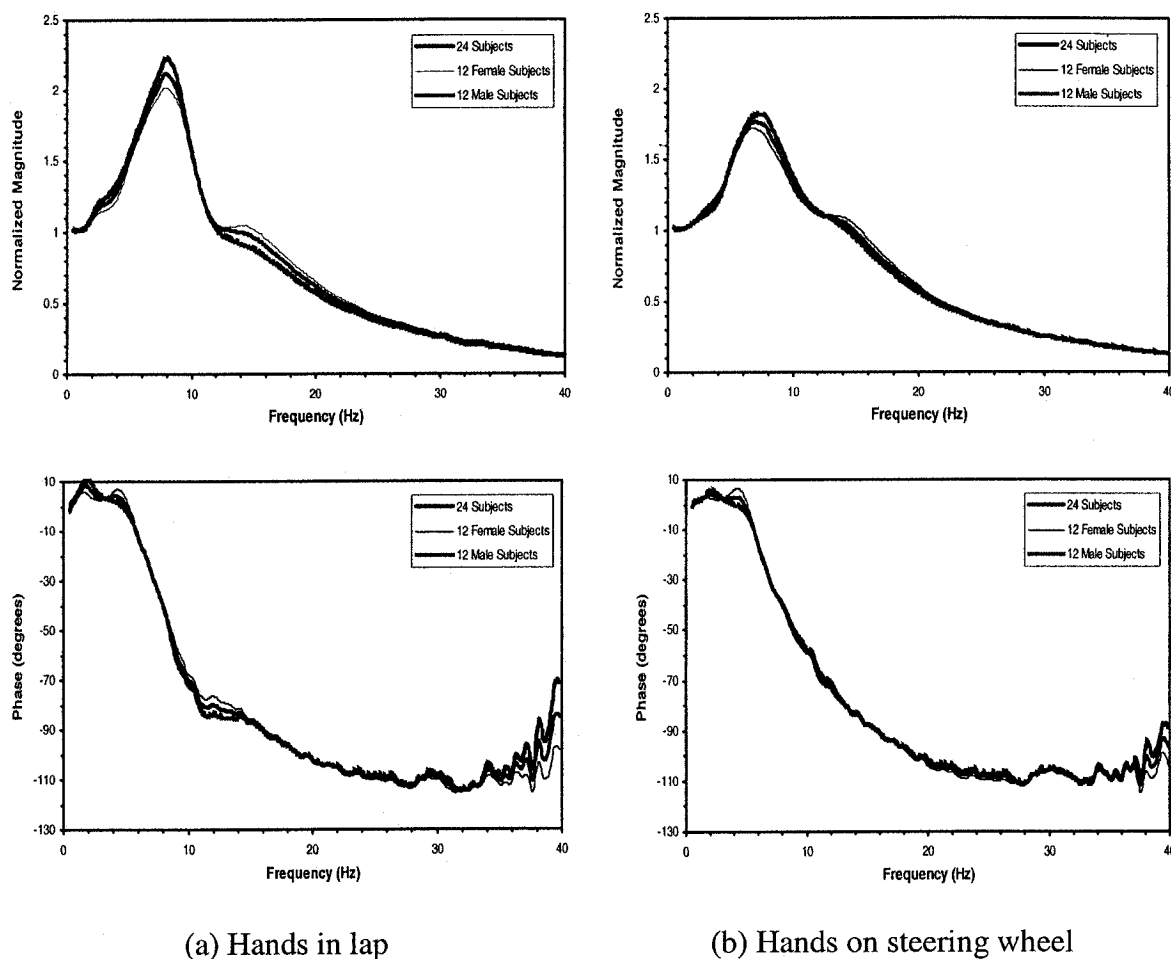 2.5
2
1.5
1
0.5
0
0
10
20
30
40
Normalized Magnitude
Frequency (Hz)
24 Subjects
12 Female Subjects
12 Male Subjects
2.5
2
1.5
1
0.5
0
0
10
20
30
40
Normalized Magnitude
Frequency (Hz)
24 Subjects
12 Female Subjects
12 Male Subjects
10
-10
-30
-50
-70
-90
-110
-130
0
10
20
30
40
Phase (degrees)
Frequency (Hz)
24 Subjects
12 Female Subjects
12 Male Subjects
10
-10
-30
-50
-70
-90
-110
-130
0
10
20
30
40
Phase (degrees)
Frequency (Hz)
24 Subjects
12 Female Subjects
12 Male Subjects
(a) Hands in lap
(b) Hands on steering wheel